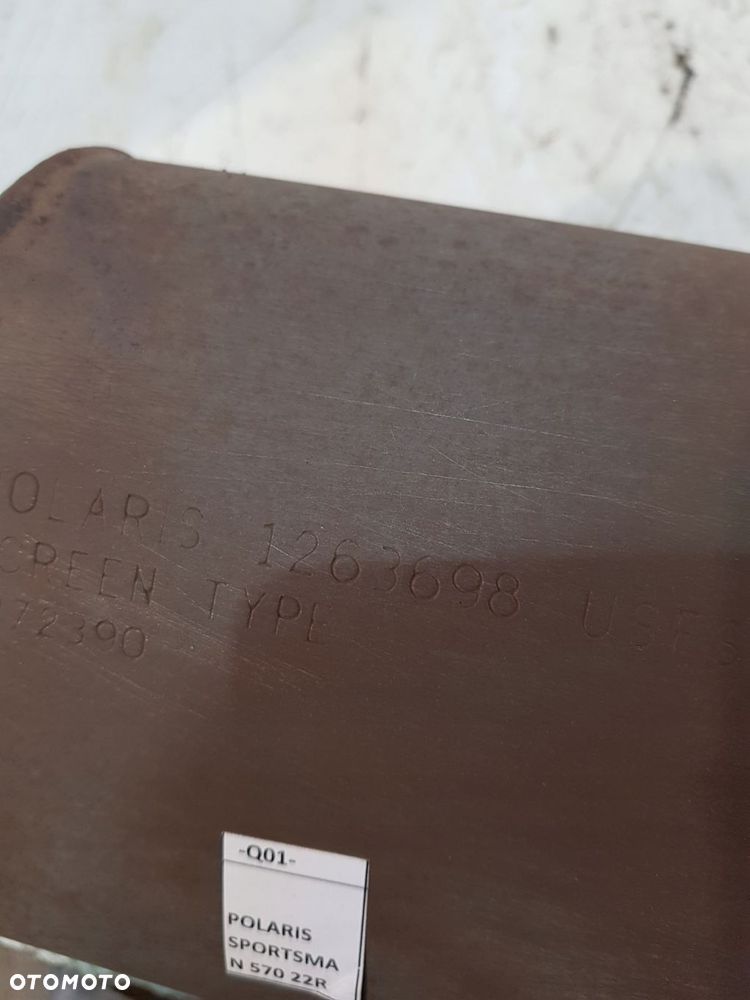 OLARIS 1263698 USFS
CREEN TYPE
72390
-Q01-
POLARIS
SPORTSMA
N 570 22R
OTOMOTO